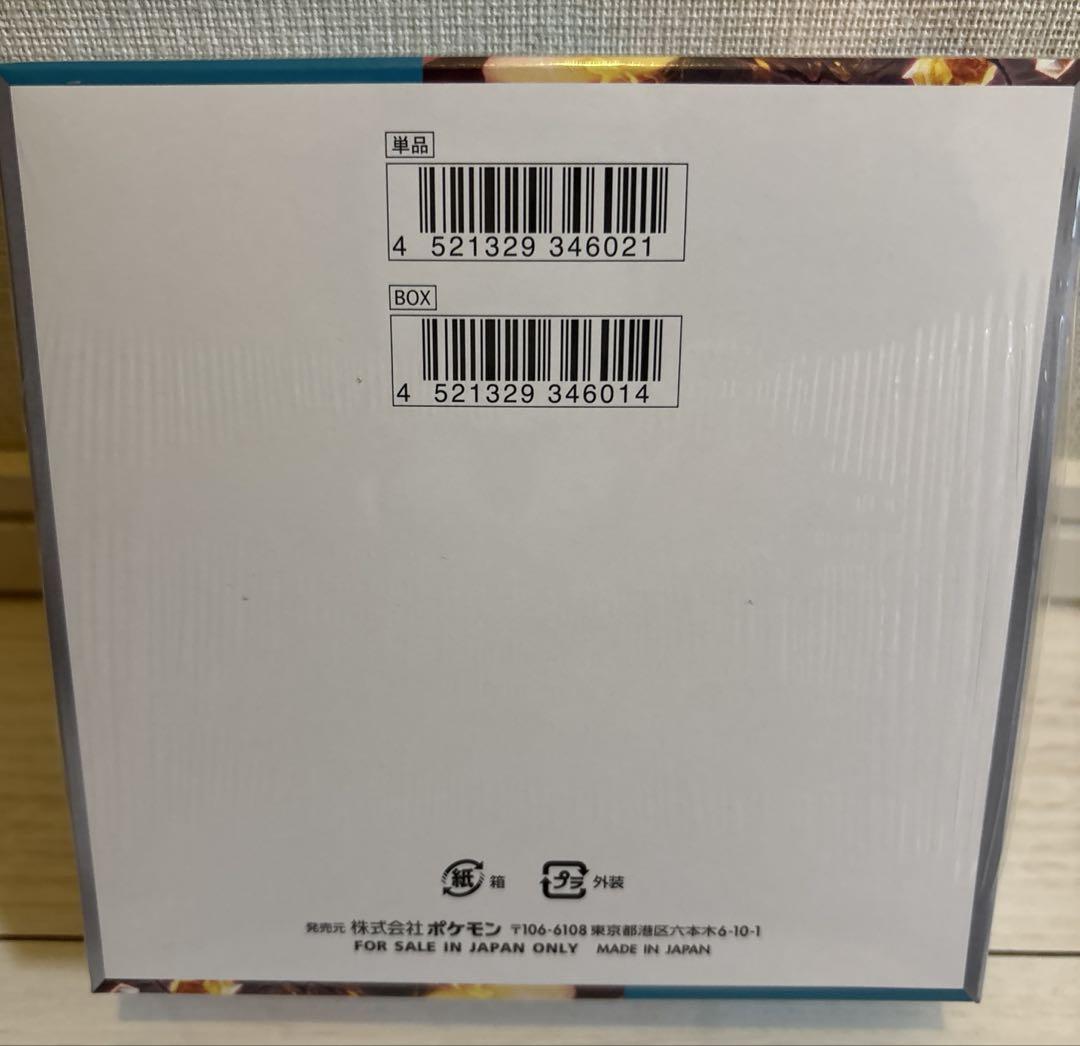 単品
4 521329 346021
BOX
4 521329 346014
紙 箱 プラ 外装
発売元 株式会社 ポケモン 〒106-6108 東京都港区六本木6-10-1
FOR SALE IN JAPAN ONLY MADE IN JAPAN